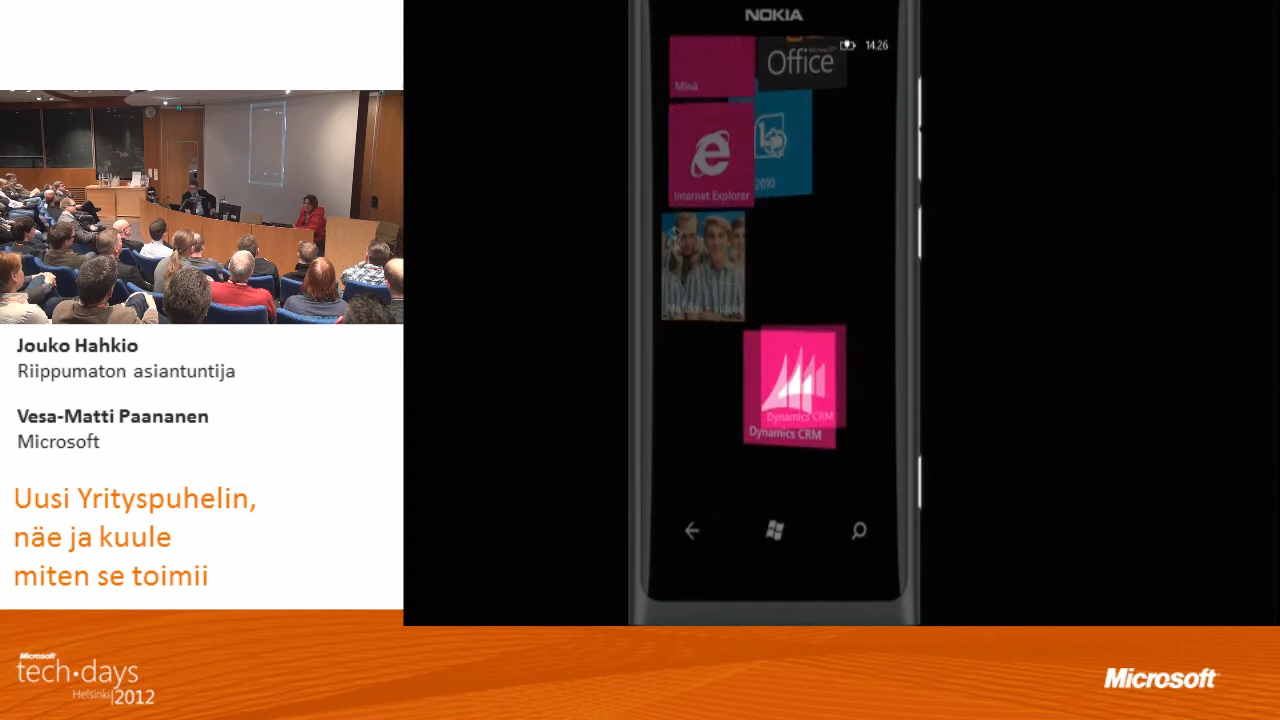 NOKIA
14.26
Office
Minä
2010
Internet Explorer
Dynamics CRM
Dynamics CRM
Jouko Hahkio
Riippumaton asiantuntija
Vesa-Matti Paananen
Microsoft
Uusi Yrityspuhelin,
näe ja kuule
miten se toimii
Microsoft
tech·days
Helsinki|2012
Microsoft